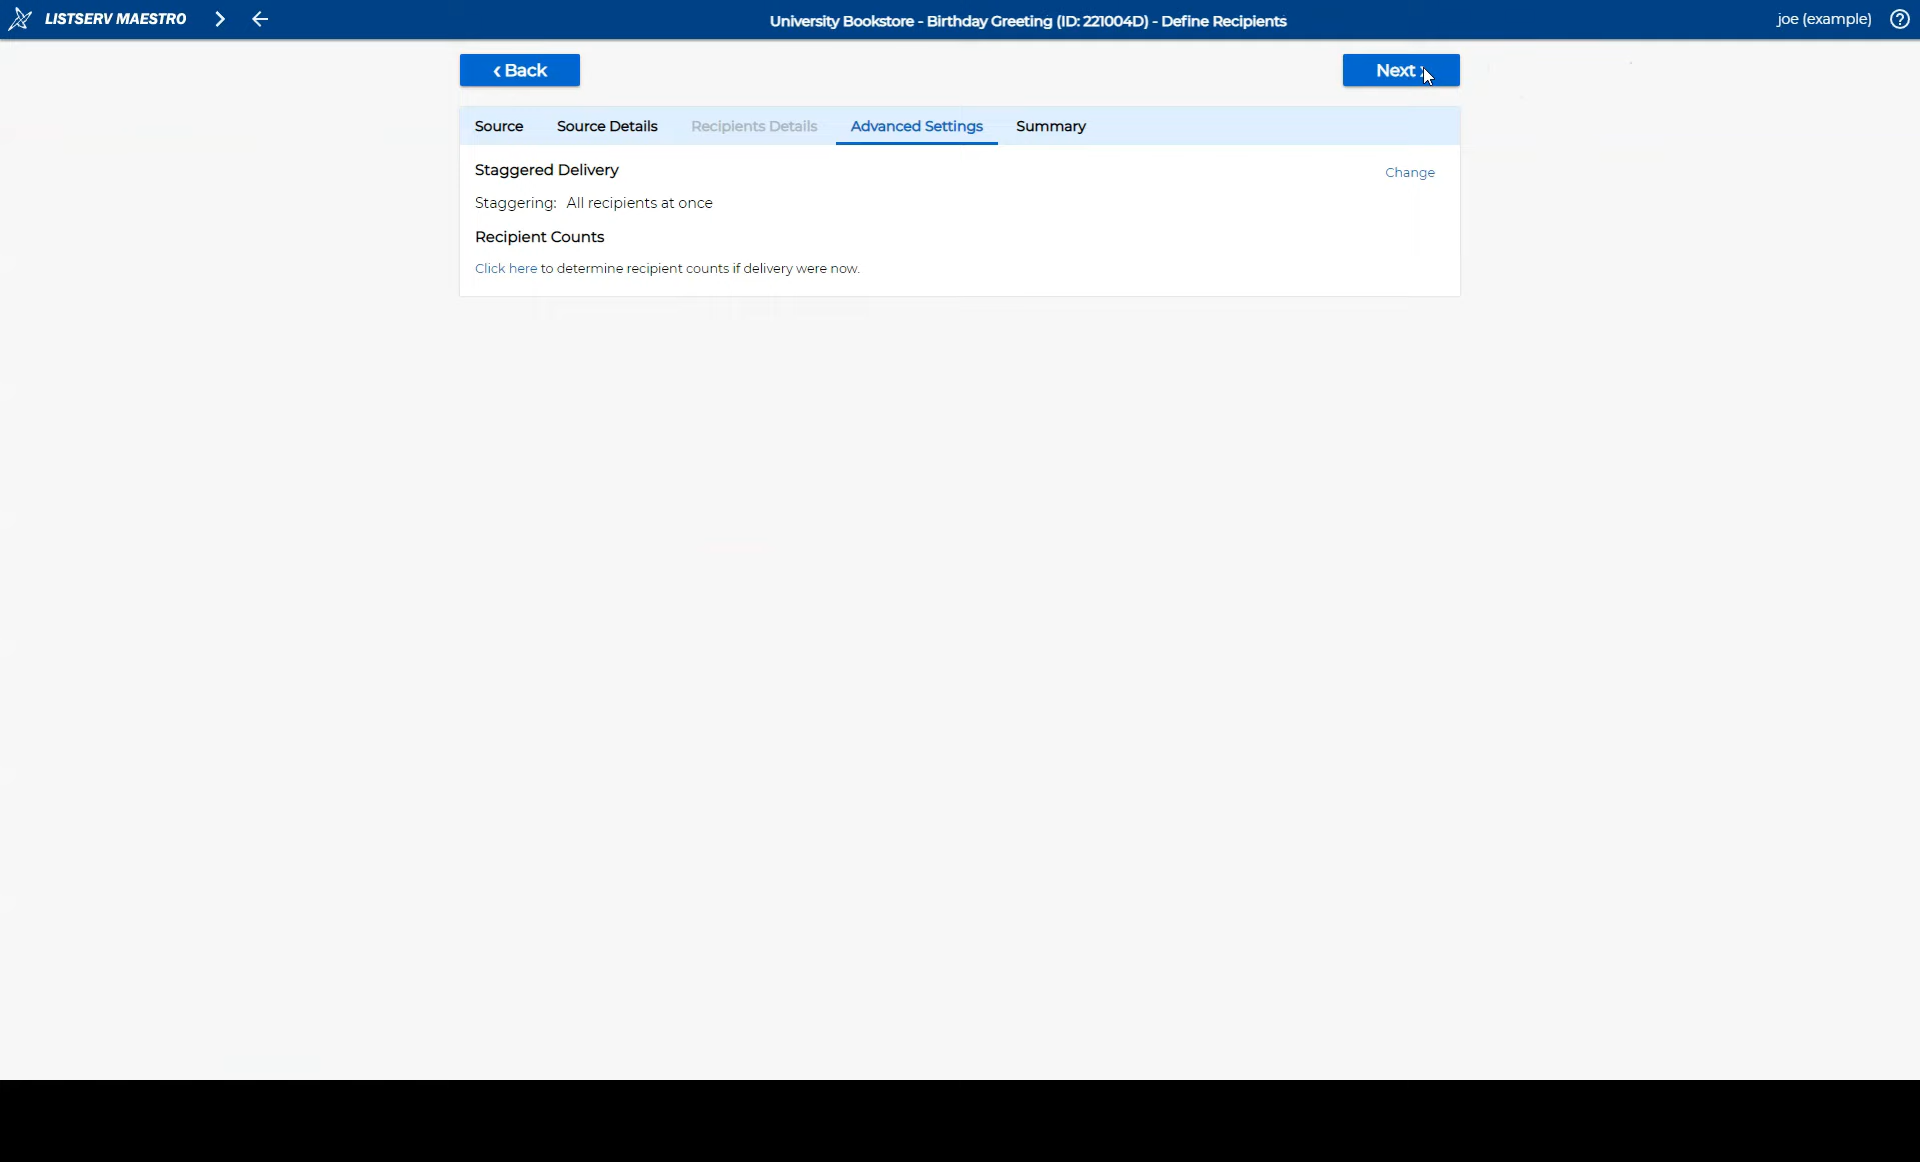 LISTSERV MAESTRO
University Bookstore - Birthday Greeting (ID: 221004D) - Define Recipients
joe (example)
‹ Back
Next ›
Source Source Details Recipients Details Advanced Settings Summary
Staggered Delivery
Change
Staggering: All recipients at once
Recipient Counts
Click here to determine recipient counts if delivery were now.